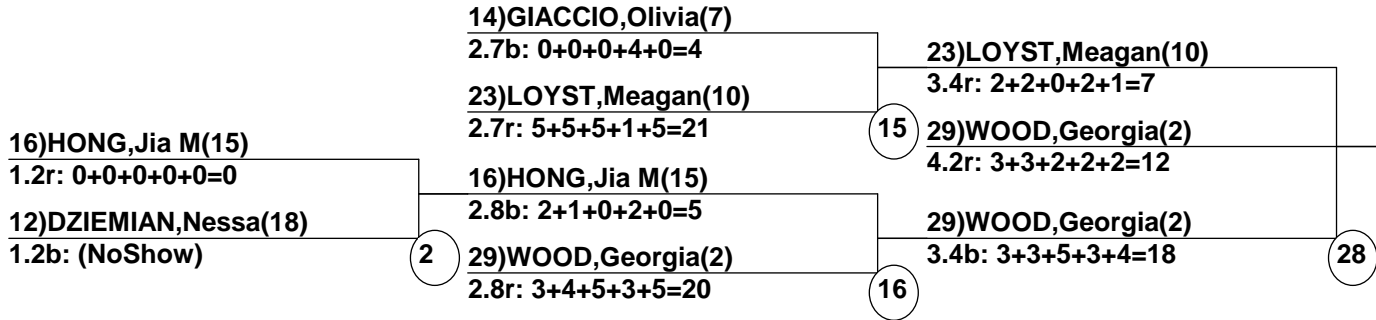 14)GIACCIO,Olivia(7)
2.7b: 0+0+0+4+0=4
23)LOYST,Meagan(10)
2.7r: 5+5+5+1+5=21
15
16)HONG,Jia M(15)
1.2r: 0+0+0+0+0=0
12)DZIEMIAN,Nessa(18)
1.2b: (NoShow)
2
16)HONG,Jia M(15)
2.8b: 2+1+0+2+0=5
29)WOOD,Georgia(2)
2.8r: 3+4+5+3+5=20
16
23)LOYST,Meagan(10)
3.4r: 2+2+0+2+1=7
29)WOOD,Georgia(2)
4.2r: 3+3+2+2+2=12
29)WOOD,Georgia(2)
3.4b: 3+3+5+3+4=18
28